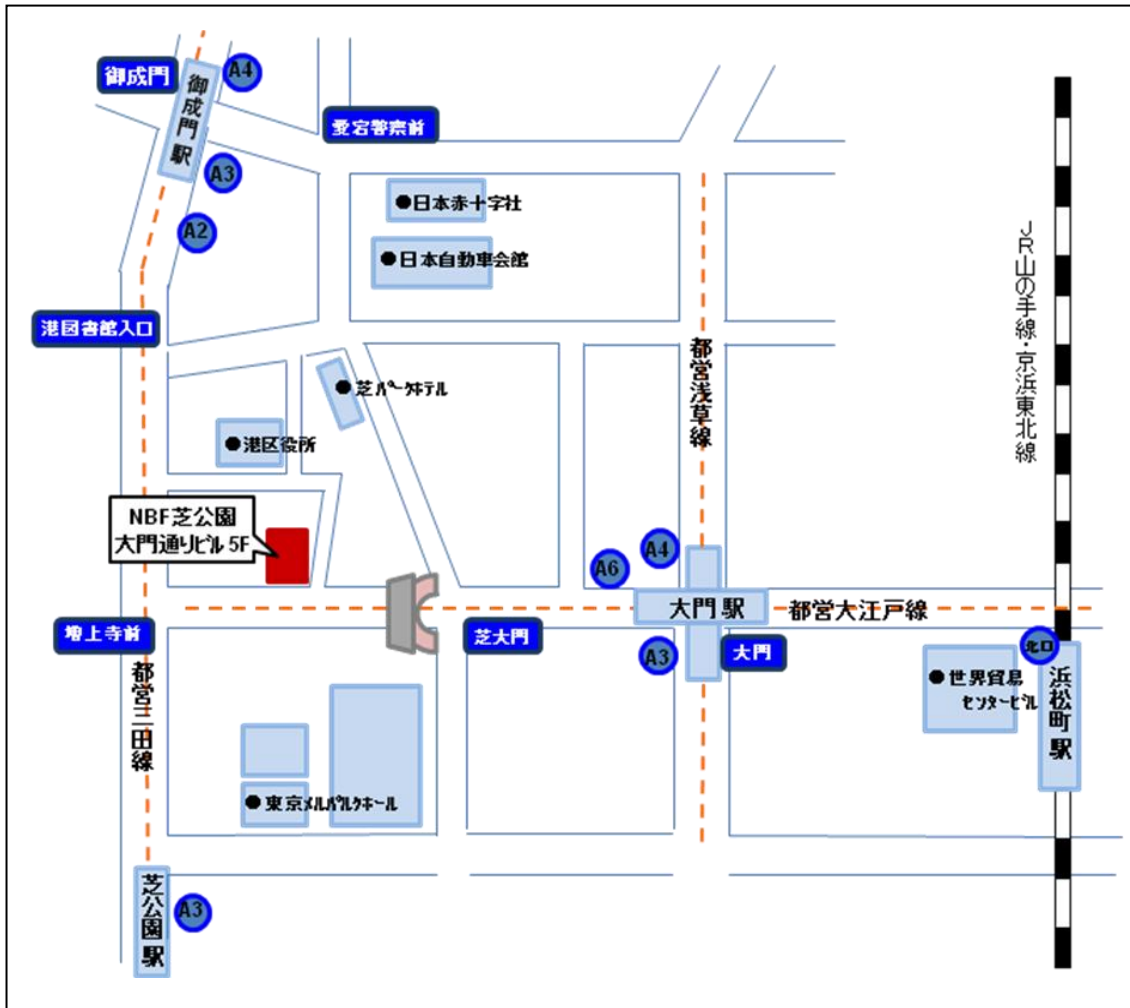 御成門
A4
御成門駅
愛宕警察前
A3
●日本赤十字社
A2
●日本自動車会館
JR山の手線・京浜東北線
港図書館入口
都営浅草線
●芝パークホテル
●港区役所
NBF芝公園
大門通りビル 5F
A4
A6
大門駅
都営大江戸線
増上寺前
芝大門
A3
大門
北口
●世界貿易
センタービル
浜松町駅
都営三田線
●東京メルパルクホール
芝公園駅
A3